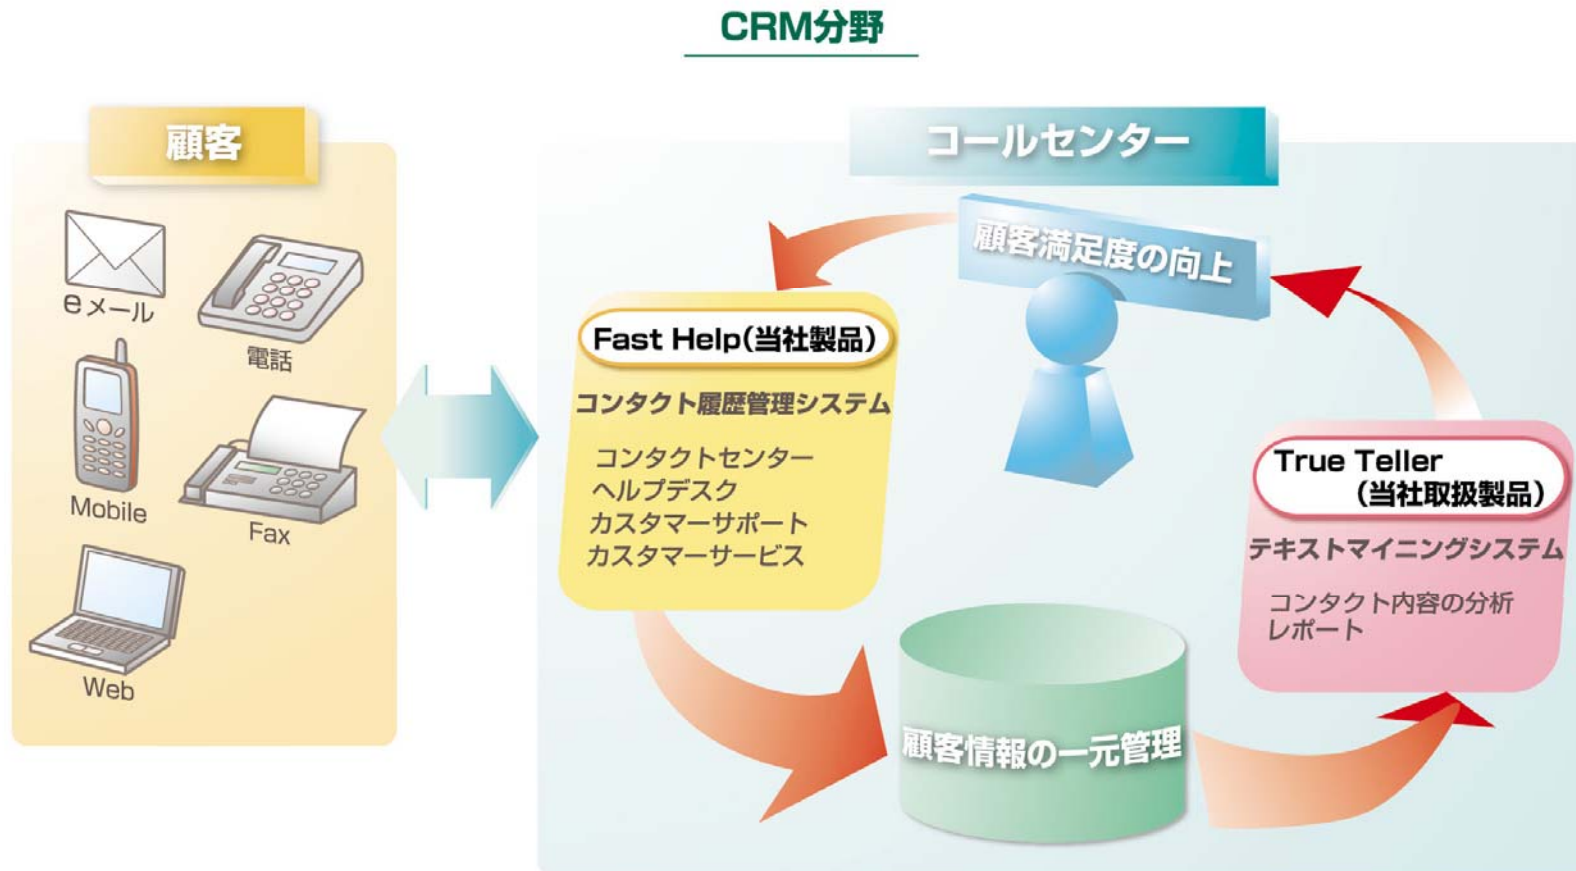 CRM分野
顧客
eメール
電話
Mobile
Fax
Web
コールセンター
顧客満足度の向上
Fast Help(当社製品)
コンタクト履歴管理システム
コンタクトセンター
ヘルプデスク
カスタマーサポート
カスタマーサービス
顧客情報の一元管理
True Teller
(当社取扱製品)
テキストマイニングシステム
コンタクト内容の分析
レポート